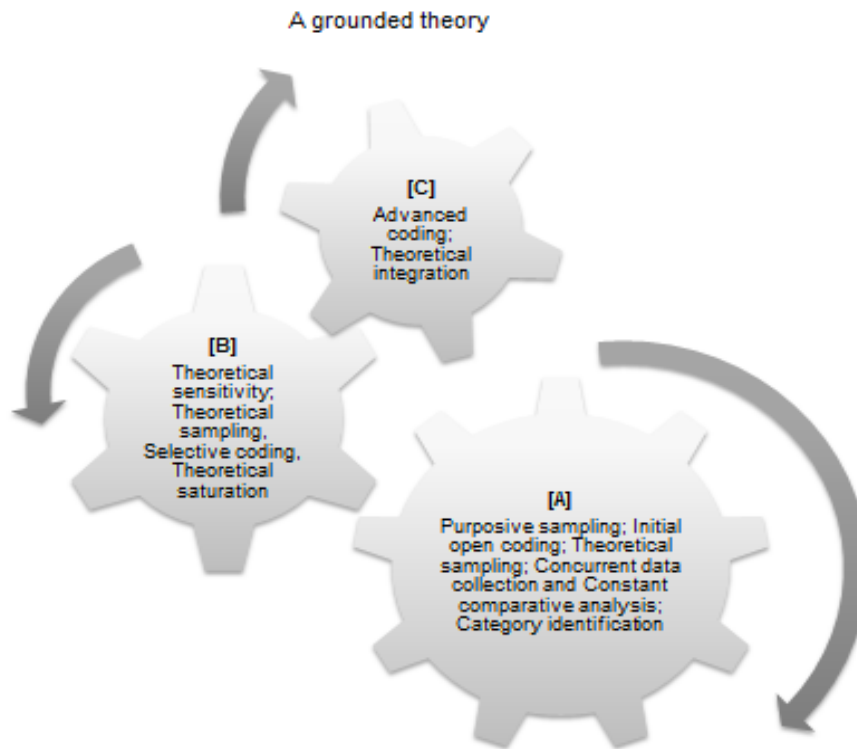 A grounded theory
[C]
Advanced
coding;
Theoretical
integration
[B]
Theoretical
sensitivity;
Theoretical
sampling,
Selective coding,
Theoretical
saturation
[A]
Purposive sampling; Initial
open coding; Theoretical
sampling; Concurrent data
collection and Constant
comparative analysis;
Category identification